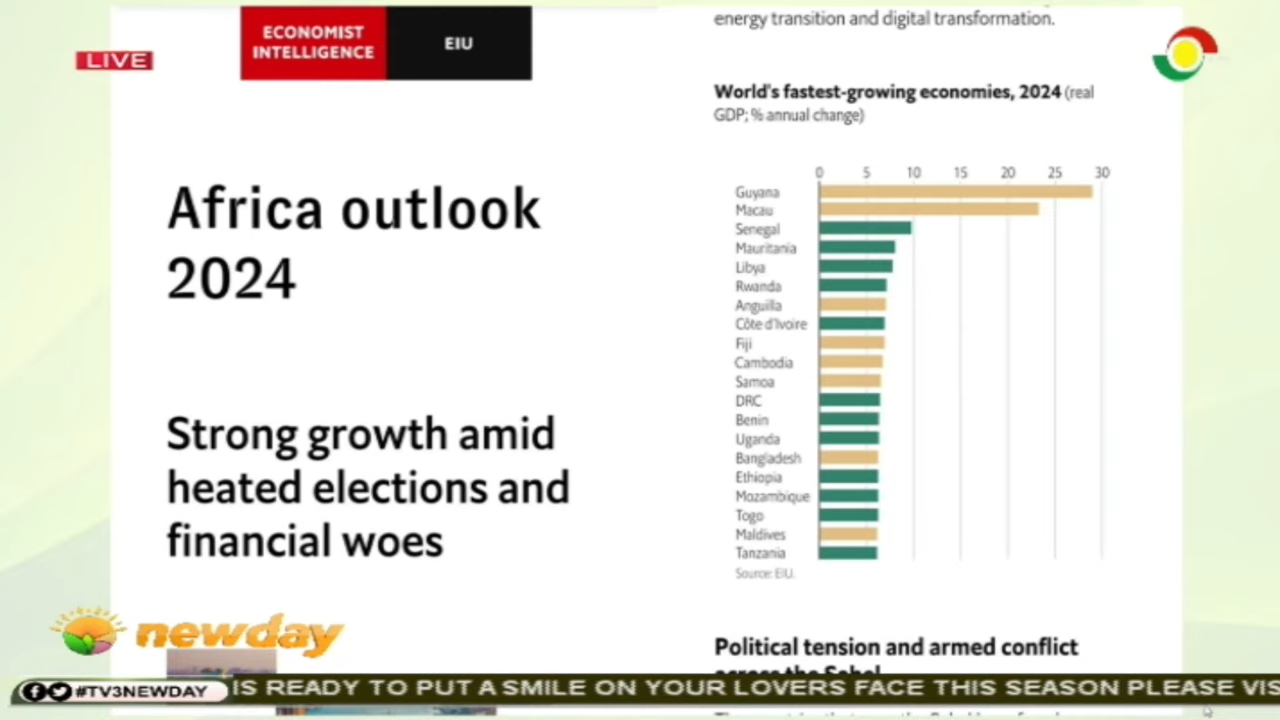 LIVE
ECONOMIST
INTELLIGENCE
EIU
Africa outlook
2024
Strong growth amid
heated elections and
financial woes
energy transition and digital transformation.
World's fastest-growing economies, 2024 (real
GDP; % annual change)
0 5 10 15 20 25 30
Guyana
Macau
Senegal
Mauritania
Libya
Rwanda
Anguilla
Côte d'Ivoire
Fiji
Cambodia
Samoa
DRC
Benin
Uganda
Bangladesh
Ethiopia
Mozambique
Togo
Maldives
Tanzania
Source: EIU.
Political tension and armed conflict
across the Sahel
newday
#TV3NEWDAY
IS READY TO PUT A SMILE ON YOUR LOVERS FACE THIS SEASON PLEASE VIS